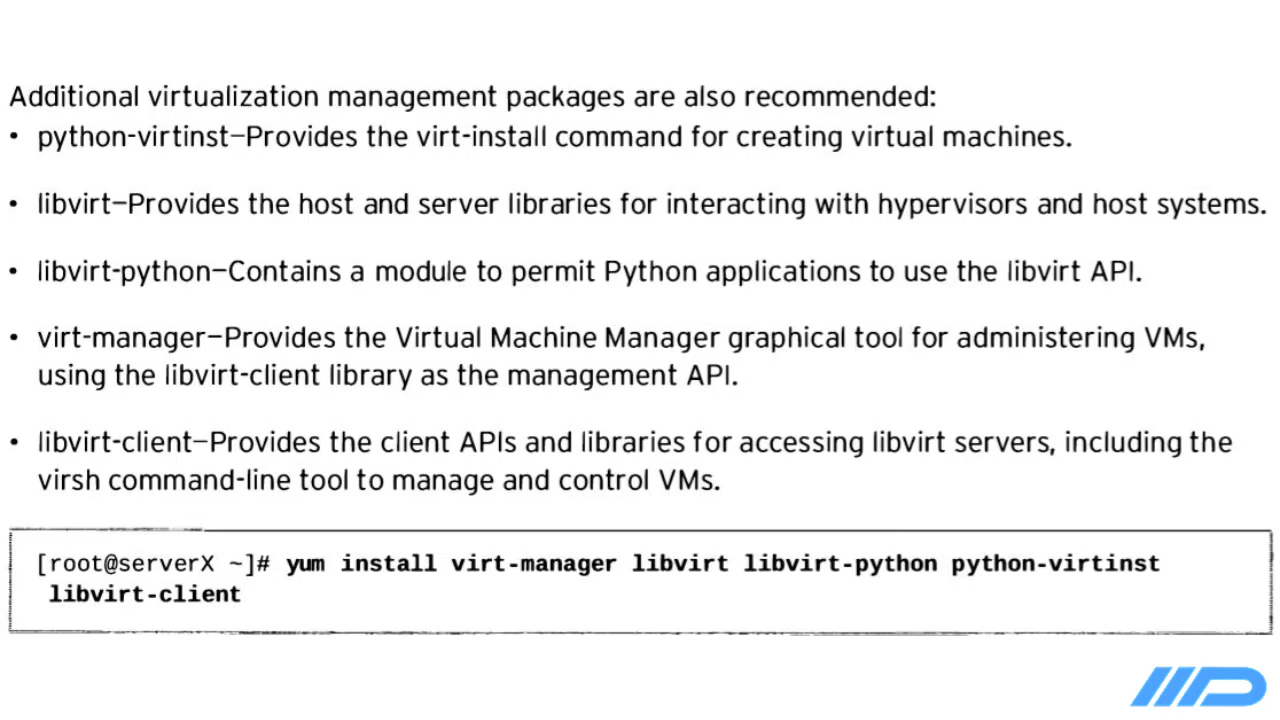 Additional virtualization management packages are also recommended:
• python-virtinst—Provides the virt-install command for creating virtual machines.
• libvirt—Provides the host and server libraries for interacting with hypervisors and host systems.
• libvirt-python—Contains a module to permit Python applications to use the libvirt API.
• virt-manager—Provides the Virtual Machine Manager graphical tool for administering VMs,
using the libvirt-client library as the management API.
• libvirt-client—Provides the client APIs and libraries for accessing libvirt servers, including the
virsh command-line tool to manage and control VMs.
[root@serverX ~]# yum install virt-manager libvirt libvirt-python python-virtinst
libvirt-client